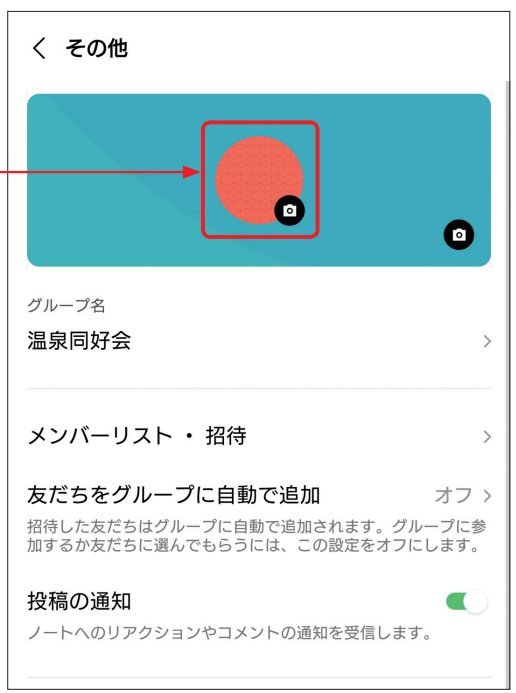 その他
グループ名
温泉同好会
メンバーリスト ・ 招待
友だちをグループに自動で追加 オフ
招待した友だちはグループに自動で追加されます。グループに参
加するか友だちに選んでもらうには、この設定をオフにします。
投稿の通知
ノートへのリアクションやコメントの通知を受信します。